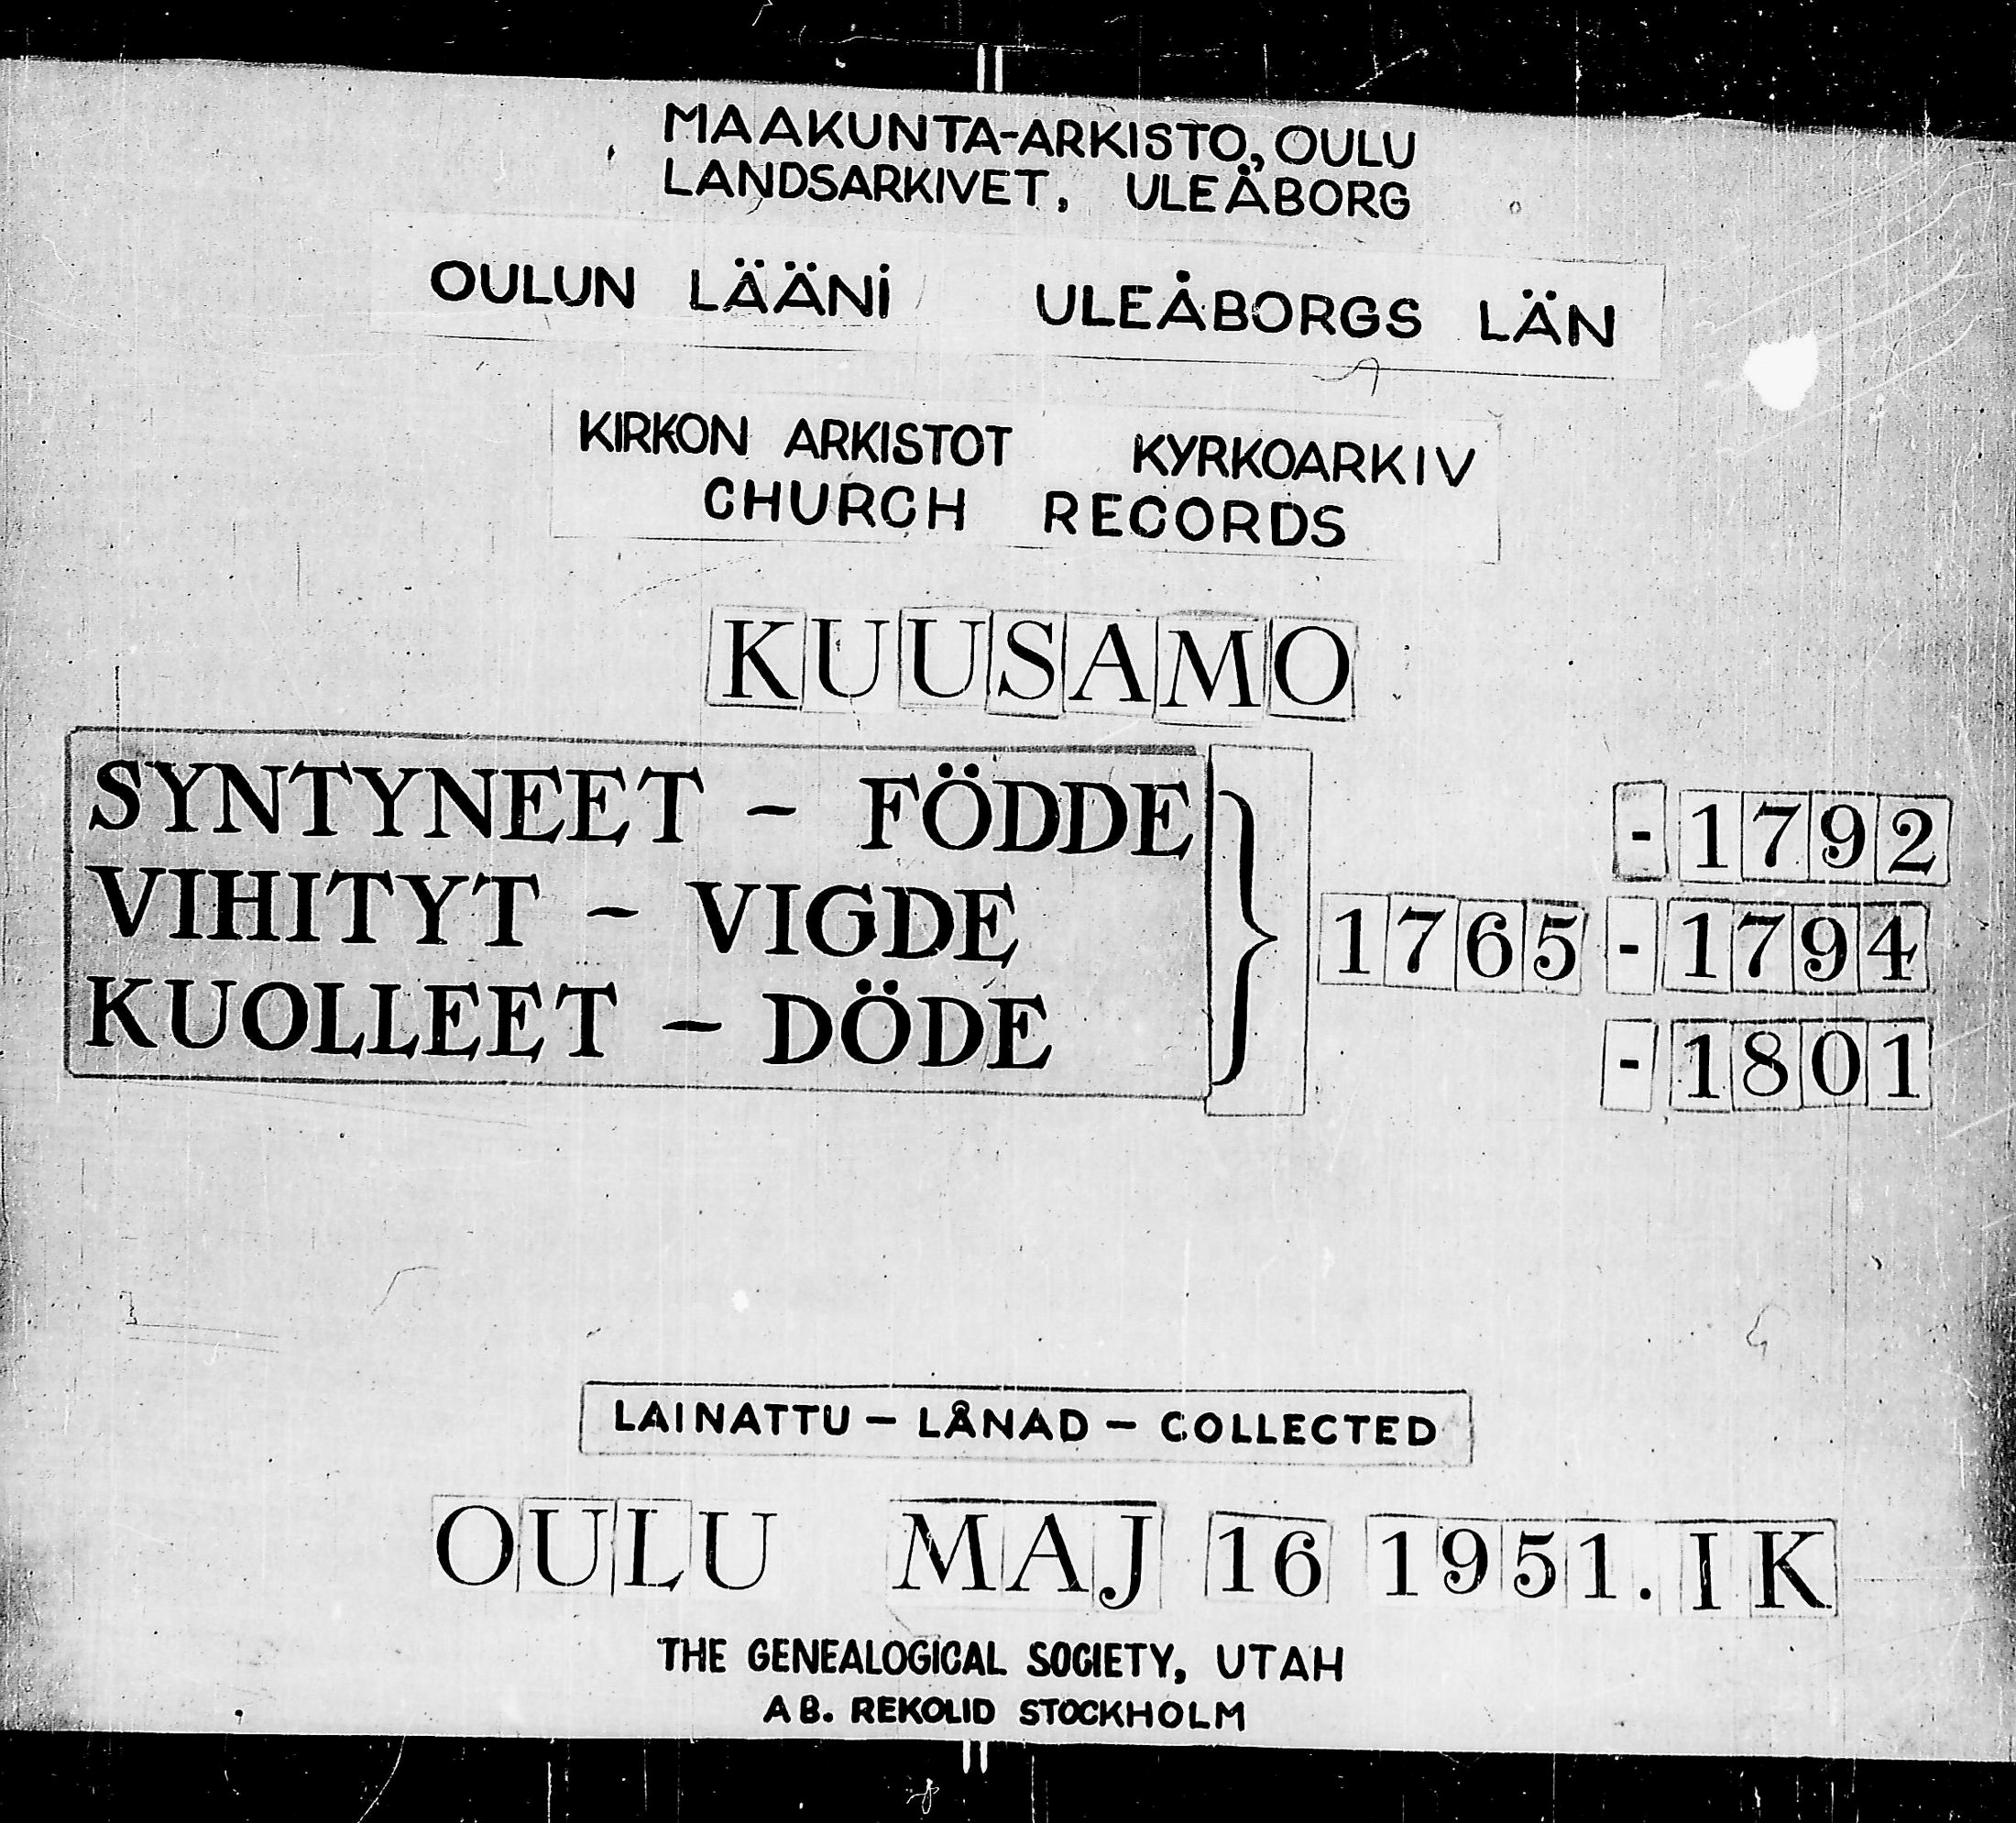 MAAKUNTA-ARKISTO, OULU
LANDSARKIVET, ULEÅBORG
OULUN LÄÄNI ULEÅBORGS LÄN
KIRKON ARKISTOT KYRKOARKIV
CHURCH RECORDS
KUUSAMO
SYNTYNEET - FÖDDE - 1792
VIHITYT - VIGDE } 1765 - 1794
KUOLLEET - DÖDE - 1801
LAINATTU - LÅNAD - COLLECTED
OULU MAJ 16 1951. IK
THE GENEALOGICAL SOCIETY, UTAH
AB. REKOLID STOCKHOLM